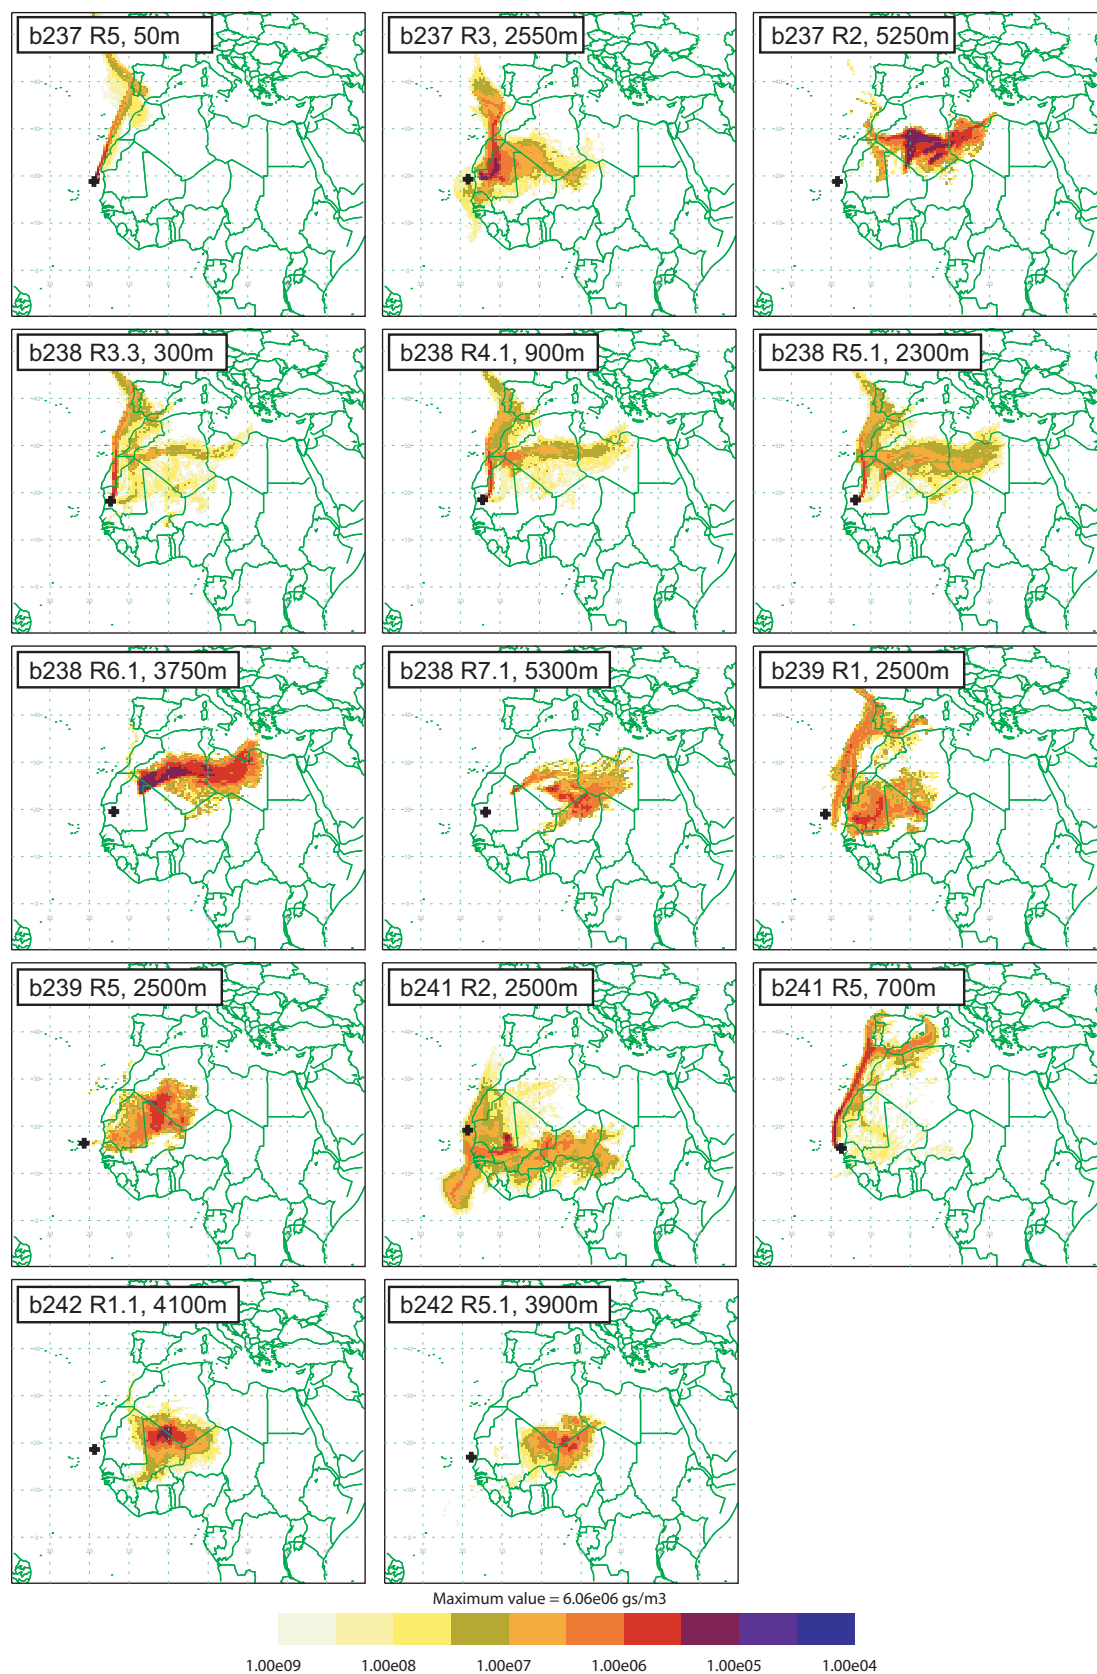 b237 R5, 50m
b237 R3, 2550m
b237 R2, 5250m
b238 R3.3, 300m
b238 R4.1, 900m
b238 R5.1, 2300m
b238 R6.1, 3750m
b238 R7.1, 5300m
b239 R1, 2500m
b239 R5, 2500m
b241 R2, 2500m
b241 R5, 700m
b242 R1.1, 4100m
b242 R5.1, 3900m
Maximum value = 6.06e06 gs/m3
1.00e09 1.00e08 1.00e07 1.00e06 1.00e05 1.00e04